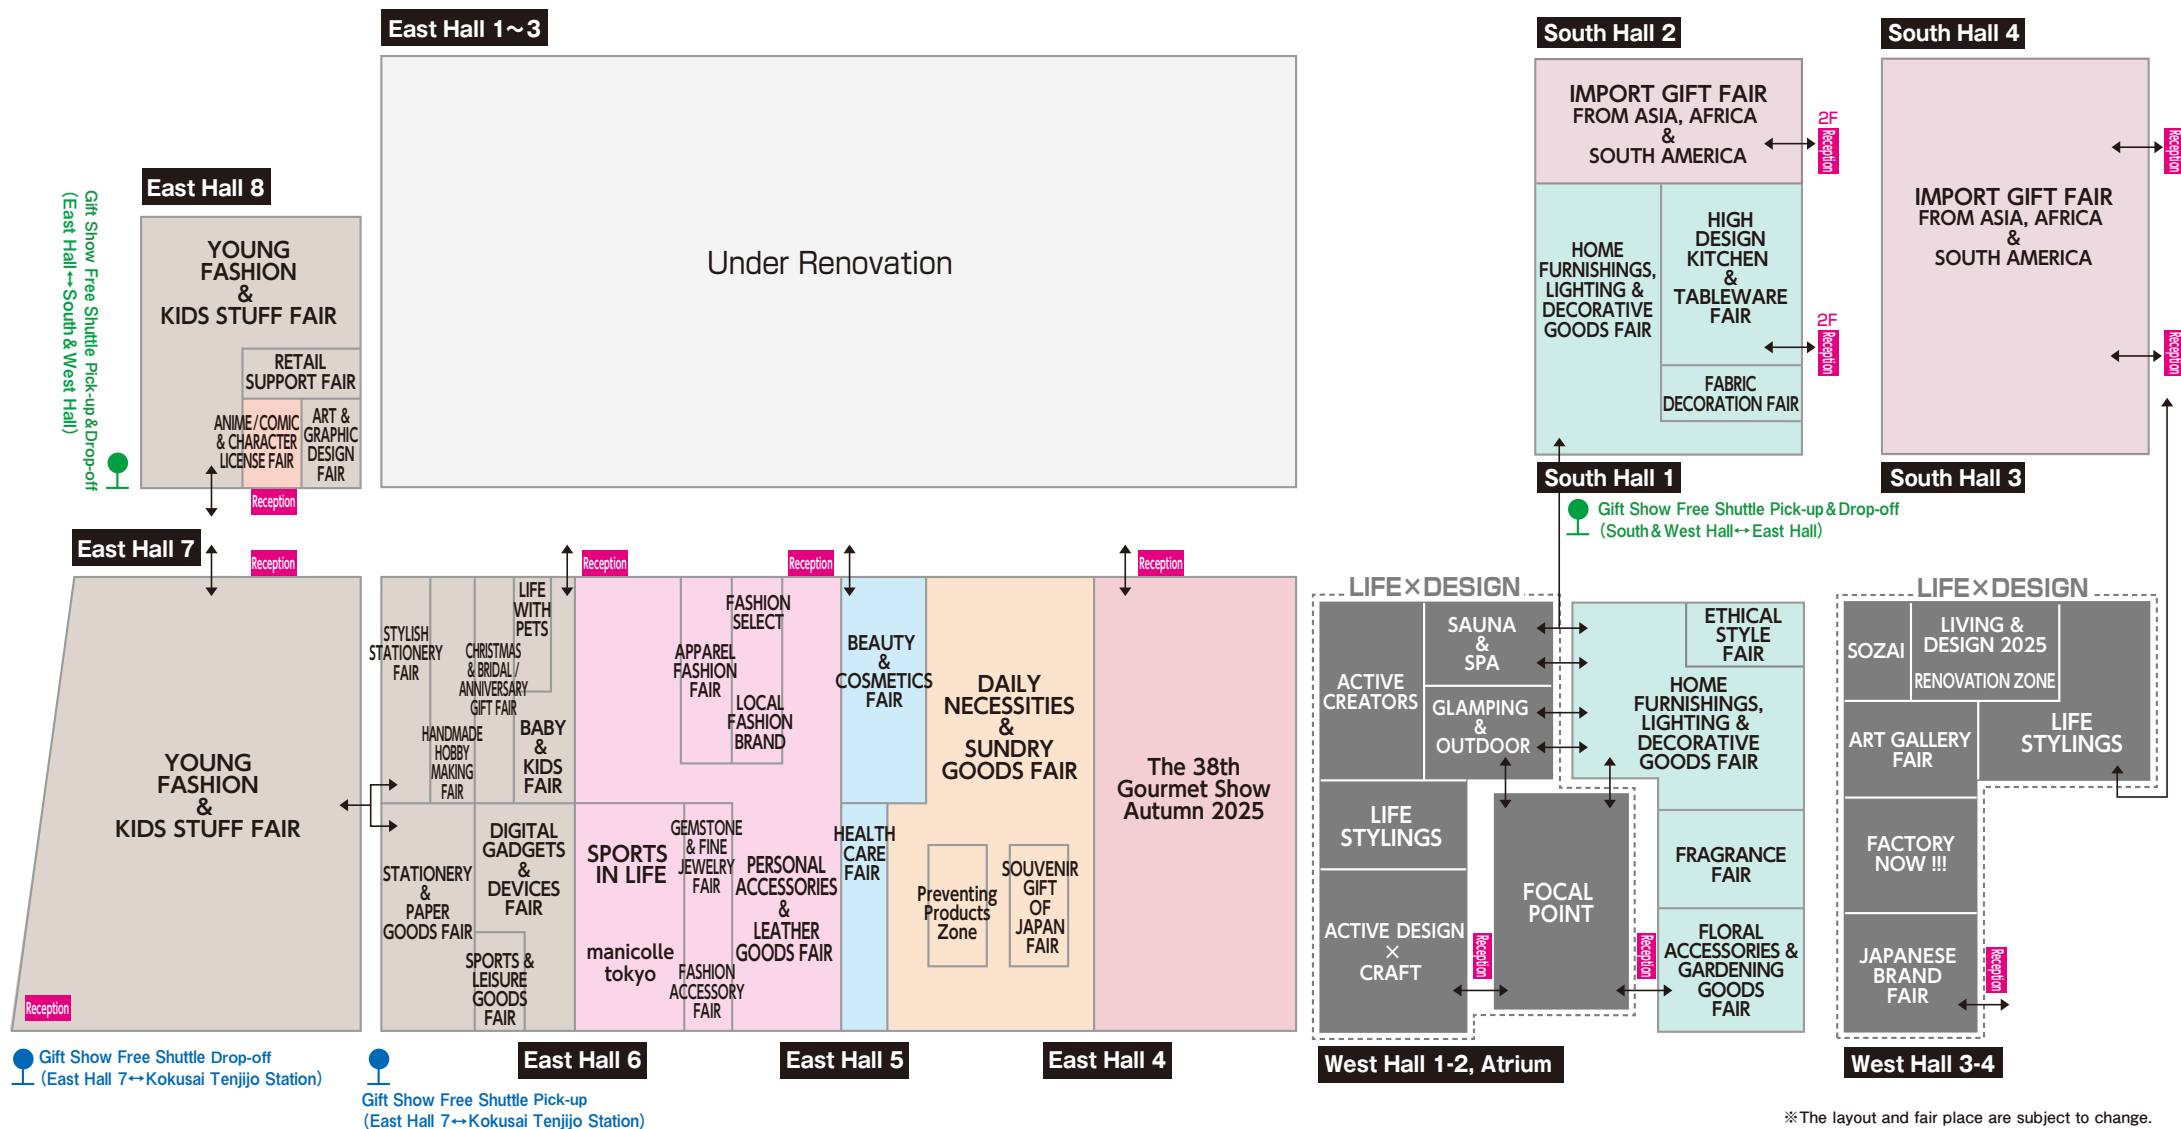 East Hall 1～3
Under Renovation
East Hall 8
YOUNG
FASHION
&
KIDS STUFF FAIR
RETAIL
SUPPORT FAIR
ANIME/COMIC
& CHARACTER
LICENSE FAIR
ART &
GRAPHIC
DESIGN
FAIR
Reception
Gift Show Free Shuttle Pick-up & Drop-off
(East Hall↔South & West Hall)
East Hall 7
Reception
YOUNG
FASHION
&
KIDS STUFF FAIR
Reception
Gift Show Free Shuttle Drop-off
(East Hall 7↔Kokusai Tenjijo Station)
Gift Show Free Shuttle Pick-up
(East Hall 7↔Kokusai Tenjijo Station)
Reception
STYLISH
STATIONERY
FAIR
HANDMADE
HOBBY
MAKING
FAIR
CHRISTMAS
& BRIDAL /
ANNIVERSARY
GIFT FAIR
LIFE
WITH
PETS
BABY
&
KIDS
FAIR
STATIONERY
&
PAPER
GOODS FAIR
DIGITAL
GADGETS
&
DEVICES
FAIR
SPORTS &
LEISURE
GOODS
FAIR
East Hall 6
Reception
APPAREL
FASHION
FAIR
FASHION
SELECT
LOCAL
FASHION
BRAND
SPORTS
IN LIFE
manicolle
tokyo
GEMSTONE
& FINE
JEWELRY
FAIR
FASHION
ACCESSORY
FAIR
PERSONAL
ACCESSORIES
&
LEATHER
GOODS FAIR
BEAUTY
&
COSMETICS
FAIR
HEALTH
CARE
FAIR
East Hall 5
DAILY
NECESSITIES
&
SUNDRY
GOODS FAIR
Preventing
Products
Zone
SOUVENIR
GIFT
OF
JAPAN
FAIR
Reception
The 38th
Gourmet Show
Autumn 2025
East Hall 4
South Hall 2
IMPORT GIFT FAIR
FROM ASIA, AFRICA
&
SOUTH AMERICA
2F
Reception
HOME
FURNISHINGS,
LIGHTING &
DECORATIVE
GOODS FAIR
HIGH
DESIGN
KITCHEN
&
TABLEWARE
FAIR
2F
Reception
FABRIC
DECORATION FAIR
South Hall 1
Gift Show Free Shuttle Pick-up & Drop-off
(South & West Hall↔East Hall)
South Hall 4
IMPORT GIFT FAIR
FROM ASIA, AFRICA
&
SOUTH AMERICA
Reception
Reception
South Hall 3
LIFE×DESIGN
ACTIVE
CREATORS
SAUNA
&
SPA
GLAMPING
&
OUTDOOR
LIFE
STYLINGS
ACTIVE DESIGN
×
CRAFT
Reception
FOCAL
POINT
Reception
ETHICAL
STYLE
FAIR
HOME
FURNISHINGS,
LIGHTING &
DECORATIVE
GOODS FAIR
FRAGRANCE
FAIR
FLORAL
ACCESSORIES &
GARDENING
GOODS
FAIR
West Hall 1-2, Atrium
LIFE×DESIGN
SOZAI
LIVING &
DESIGN 2025
RENOVATION ZONE
ART GALLERY
FAIR
LIFE
STYLINGS
FACTORY
NOW !!!
JAPANESE
BRAND
FAIR
Reception
West Hall 3-4
※The layout and fair place are subject to change.